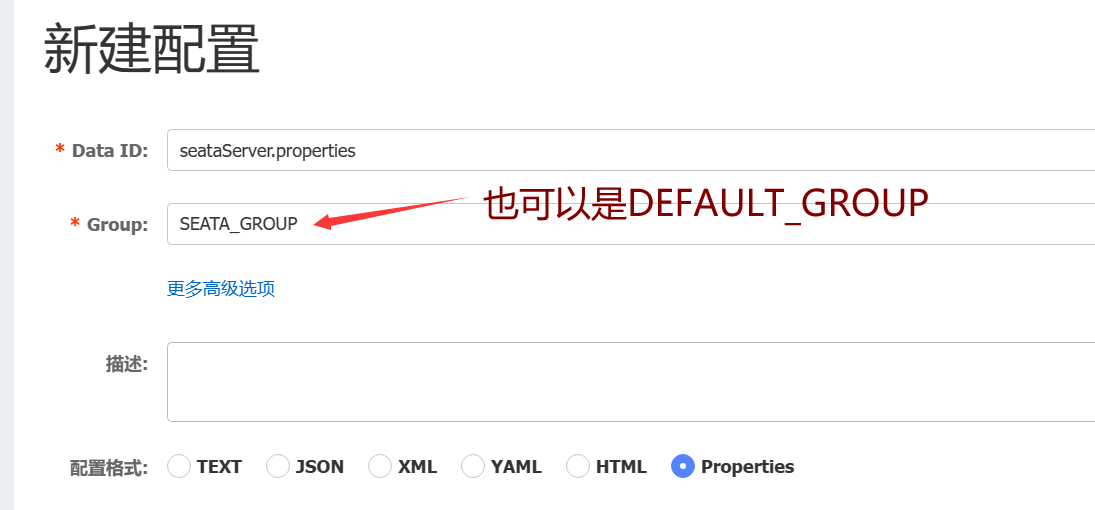 新建配置
* Data ID: seataServer.properties
* Group: SEATA_GROUP 也可以是DEFAULT_GROUP
更多高级选项
描述:
配置格式: TEXT JSON XML YAML HTML Properties